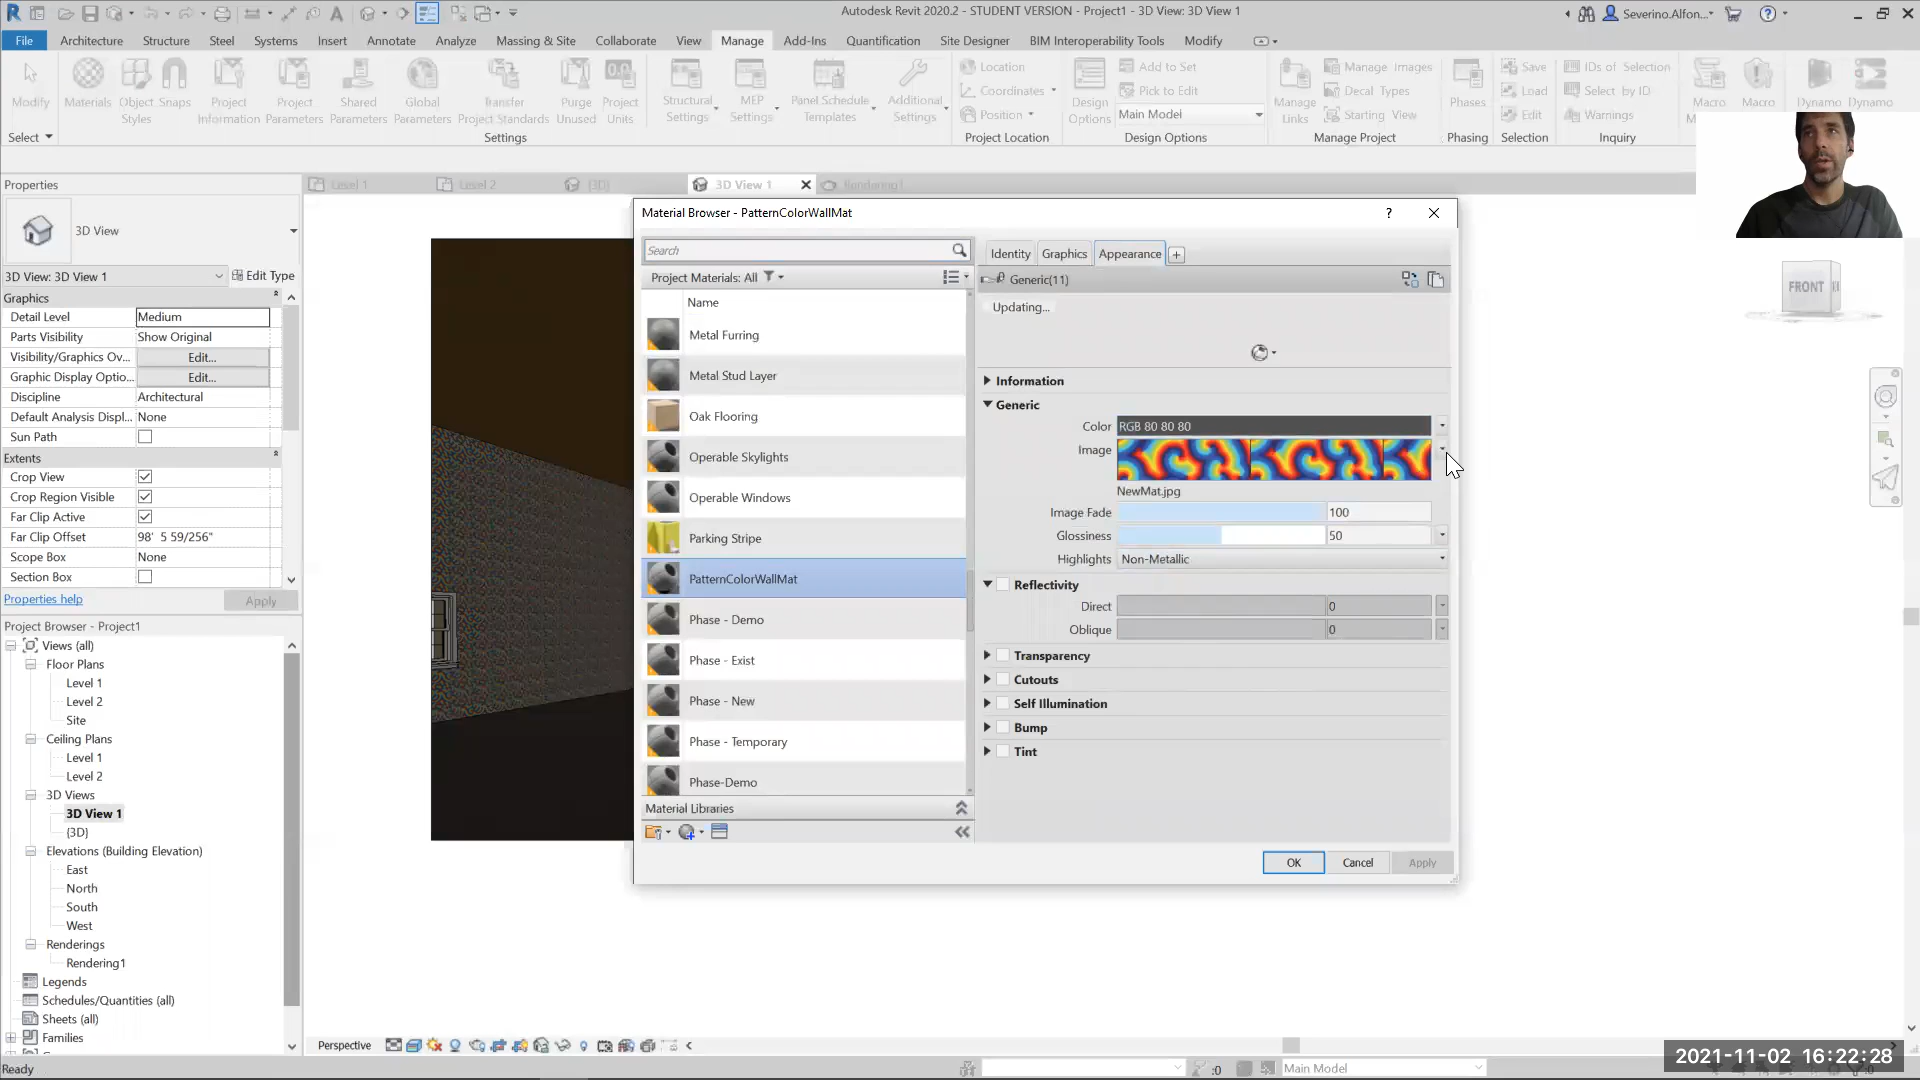 Autodesk Revit 2020.2 - STUDENT VERSION - Project1 - 3D View: 3D View 1
Severino.Alfon...
File Architecture Structure Steel Systems Insert Annotate Analyze Massing & Site Collaborate View Manage Add-Ins Quantification Site Designer BIM Interoperability Tools Modify
Modify
Materials
Object Styles
Snaps
Project Information
Project Parameters
Shared Parameters
Global Parameters
Transfer Project Standards
Purge Unused
Project Units
Structural Settings
MEP Settings
Panel Schedule Templates
Additional Settings
Location
Coordinates
Position
Design Options
Add to Set
Pick to Edit
Main Model
Manage Links
Manage Images
Decal Types
Starting View
Phases
Save
Load
Edit
IDs of Selection
Select by ID
Warnings
Macro
Macro
Dynamo
Dynamo
Select
Settings
Project Location
Design Options
Manage Project
Phasing
Selection
Inquiry
Properties
Level 1
Level 2
{3D}
3D View 1
Rendering1
3D View
3D View: 3D View 1
Edit Type
Graphics
Detail Level Medium
Parts Visibility Show Original
Visibility/Graphics Ov... Edit...
Graphic Display Optio... Edit...
Discipline Architectural
Default Analysis Displ... None
Sun Path
Extents
Crop View
Crop Region Visible
Far Clip Active
Far Clip Offset 98' 5 59/256"
Scope Box None
Section Box
Properties help
Apply
Project Browser - Project1
Views (all)
Floor Plans
Level 1
Level 2
Site
Ceiling Plans
Level 1
Level 2
3D Views
3D View 1
{3D}
Elevations (Building Elevation)
East
North
South
West
Renderings
Rendering1
Legends
Schedules/Quantities (all)
Sheets (all)
Families
Material Browser - PatternColorWallMat
?
Search
Project Materials: All
Name
Metal Furring
Metal Stud Layer
Oak Flooring
Operable Skylights
Operable Windows
Parking Stripe
PatternColorWallMat
Phase - Demo
Phase - Exist
Phase - New
Phase - Temporary
Phase-Demo
Material Libraries
Identity Graphics Appearance
Generic(11)
Updating...
Information
Generic
Color RGB 80 80 80
Image
NewMat.jpg
Image Fade 100
Glossiness 50
Highlights Non-Metallic
Reflectivity
Direct 0
Oblique 0
Transparency
Cutouts
Self Illumination
Bump
Tint
OK Cancel Apply
FRONT
Perspective
Ready
:0
Main Model
2021-11-02 16:22:28